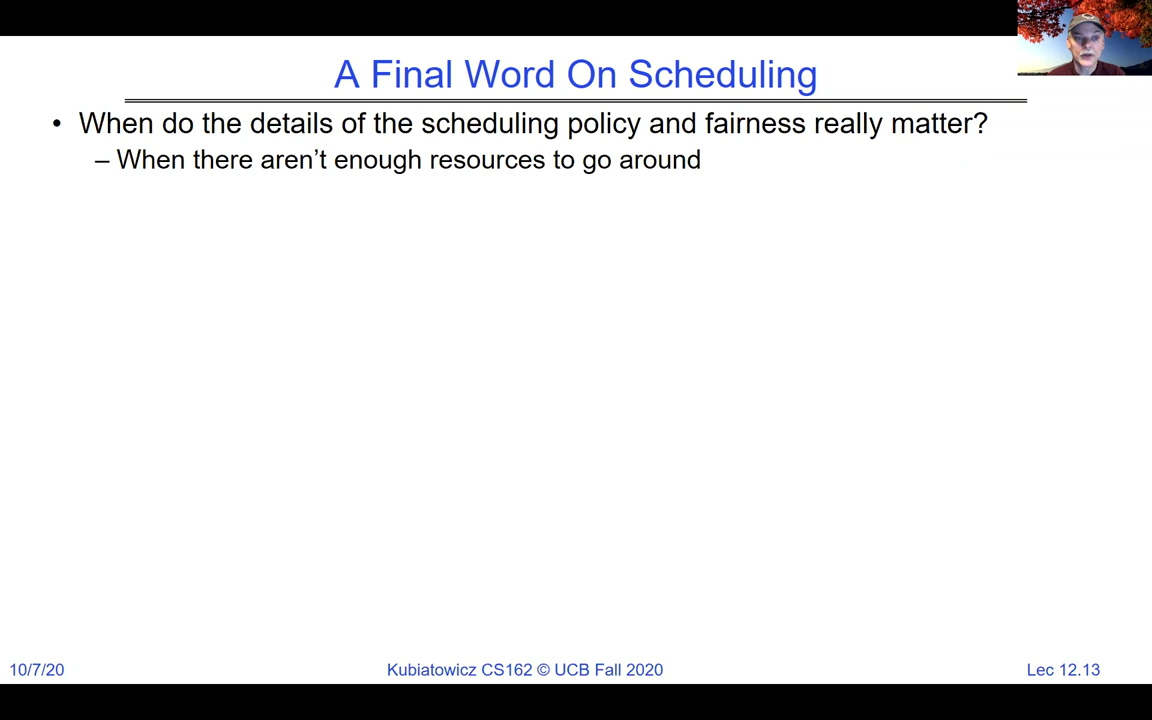 A Final Word On Scheduling
• When do the details of the scheduling policy and fairness really matter?
– When there aren’t enough resources to go around
10/7/20
Kubiatowicz CS162 © UCB Fall 2020
Lec 12.13